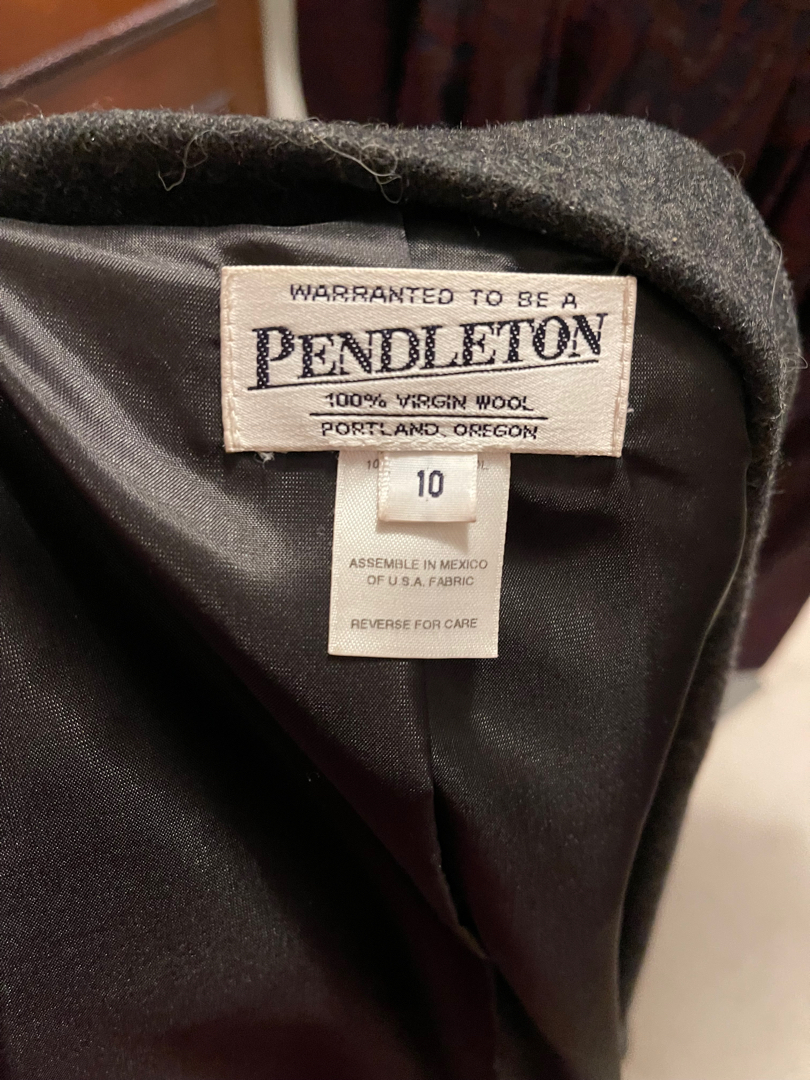 WARRANTED TO BE A
PENDLETON
100% VIRGIN WOOL
PORTLAND, OREGON
10
ASSEMBLE IN MEXICO
OF U.S.A. FABRIC
REVERSE FOR CARE